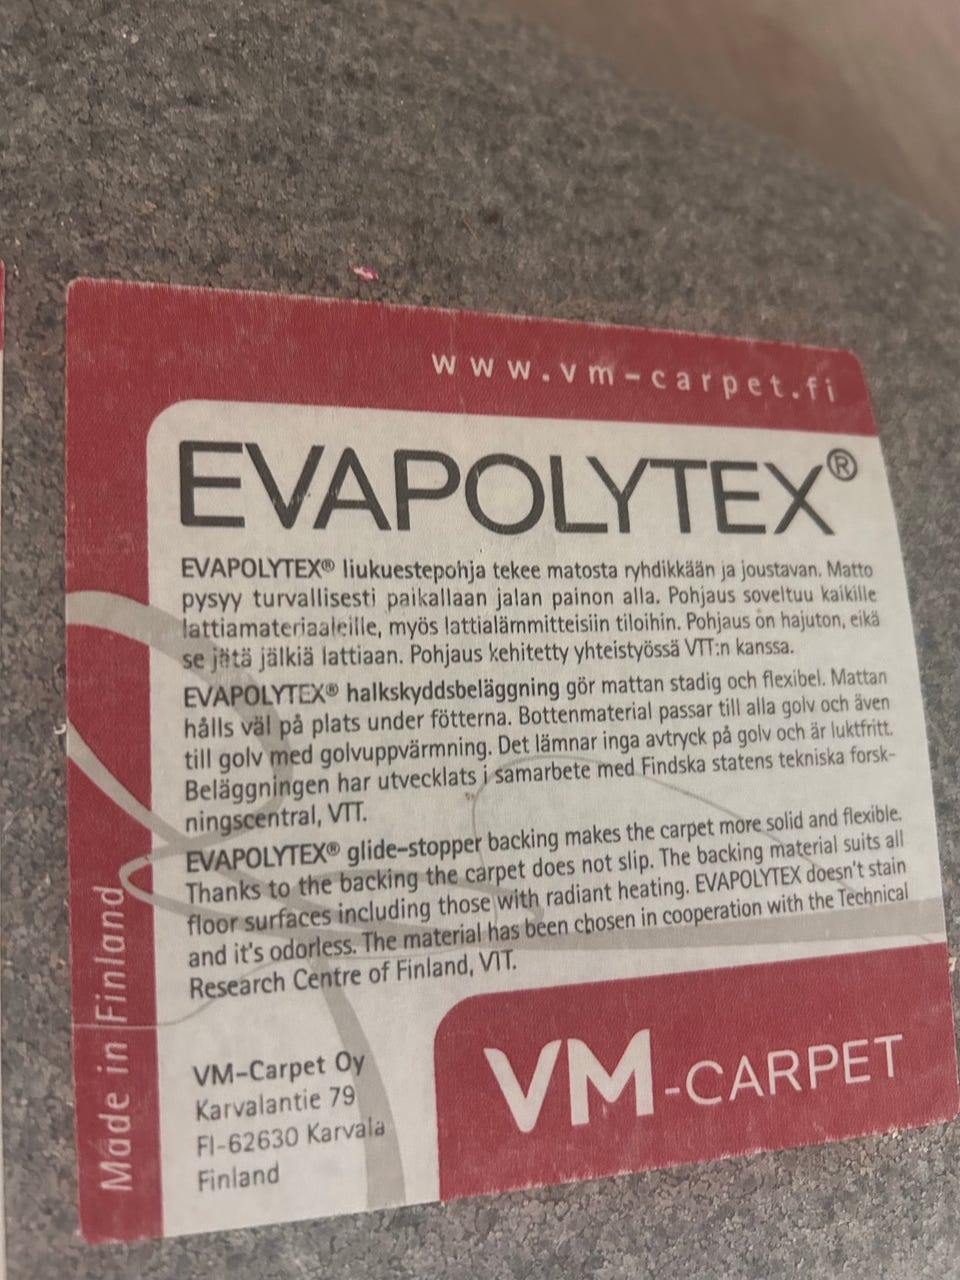 www.vm-carpet.fi
EVAPOLYTEX®
EVAPOLYTEX® liukuestepohja tekee matosta ryhdikkään ja joustavan. Matto
pysyy turvallisesti paikallaan jalan painon alla. Pohjaus soveltuu kaikille
lattiamateriaaleille, myös lattialämmitteisiin tiloihin. Pohjaus on hajuton, eikä
se jätä jälkiä lattiaan. Pohjaus kehitetty yhteistyössä VTT:n kanssa.
EVAPOLYTEX® halkskyddsbeläggning gör mattan stadig och flexibel. Mattan
hålls väl på plats under fötterna. Bottenmaterial passar till alla golv och även
till golv med golvuppvärmning. Det lämnar inga avtryck på golv och är luktfritt.
Beläggningen har utvecklats i samarbete med Findska statens tekniska forsk-
ningscentral, VTT.
EVAPOLYTEX® glide-stopper backing makes the carpet more solid and flexible.
Thanks to the backing the carpet does not slip. The backing material suits all
floor surfaces including those with radiant heating. EVAPOLYTEX doesn't stain
and it's odorless. The material has been chosen in cooperation with the Technical
Research Centre of Finland, VTT.
Made in Finland
VM-Carpet Oy
Karvalantie 79
FI-62630 Karvala
Finland
VM-CARPET